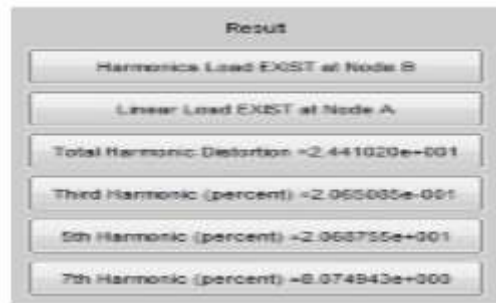 Result
Harmonics Load EXIST at Node B
Linear Load EXIST at Node A
Total Harmonic Distortion =2.441020e+001
Third Harmonic (percent) =2.065085e-001
5th Harmonic (percent) =2.068755e+001
7th Harmonic (percent) =8.074943e+000